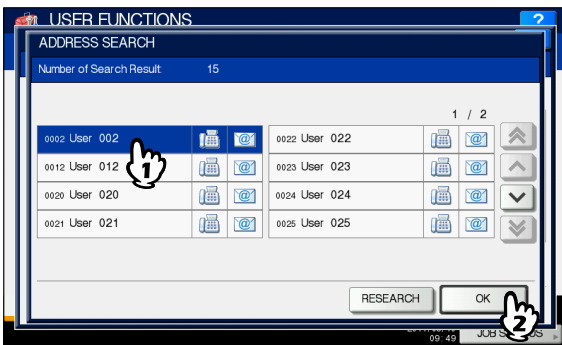 USER FUNCTIONS
?
ADDRESS SEARCH
Number of Search Result 15
1 / 2
0002 User 002 @ 0022 User 022 @
0012 User 012 @ 0023 User 023 @
0020 User 020 @ 0024 User 024 @
0021 User 021 @ 0025 User 025 @
1
RESEARCH OK
2
09:49 JOB